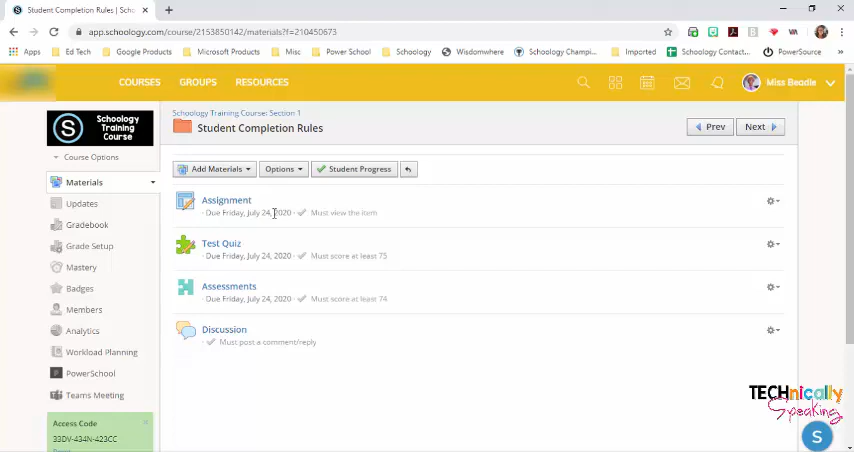 Student Completion Rules | Scho
app.schoology.com/course/2153850142/materials?f=210450673
Apps Ed Tech Google Products Microsoft Products Misc Power School Schoology Wisdomwhere Schoology Champi... Imported Schoology Contact... PowerSource »
COURSES GROUPS RESOURCES Miss Beadle
Schoology Training Course
Course Options
Materials
Updates
Gradebook
Grade Setup
Mastery
Badges
Members
Analytics
Workload Planning
PowerSchool
Teams Meeting
Access Code
33DV-434N-423CC
Schoology Training Course: Section 1
Student Completion Rules
Prev Next
Add Materials Options Student Progress
Assignment
· Due Friday, July 24, 2020 · Must view the item
Test Quiz
· Due Friday, July 24, 2020 · Must score at least 75
Assessments
· Due Friday, July 24, 2020 · Must score at least 74
Discussion
· Must post a comment/reply
TECHnically
Speaking
S